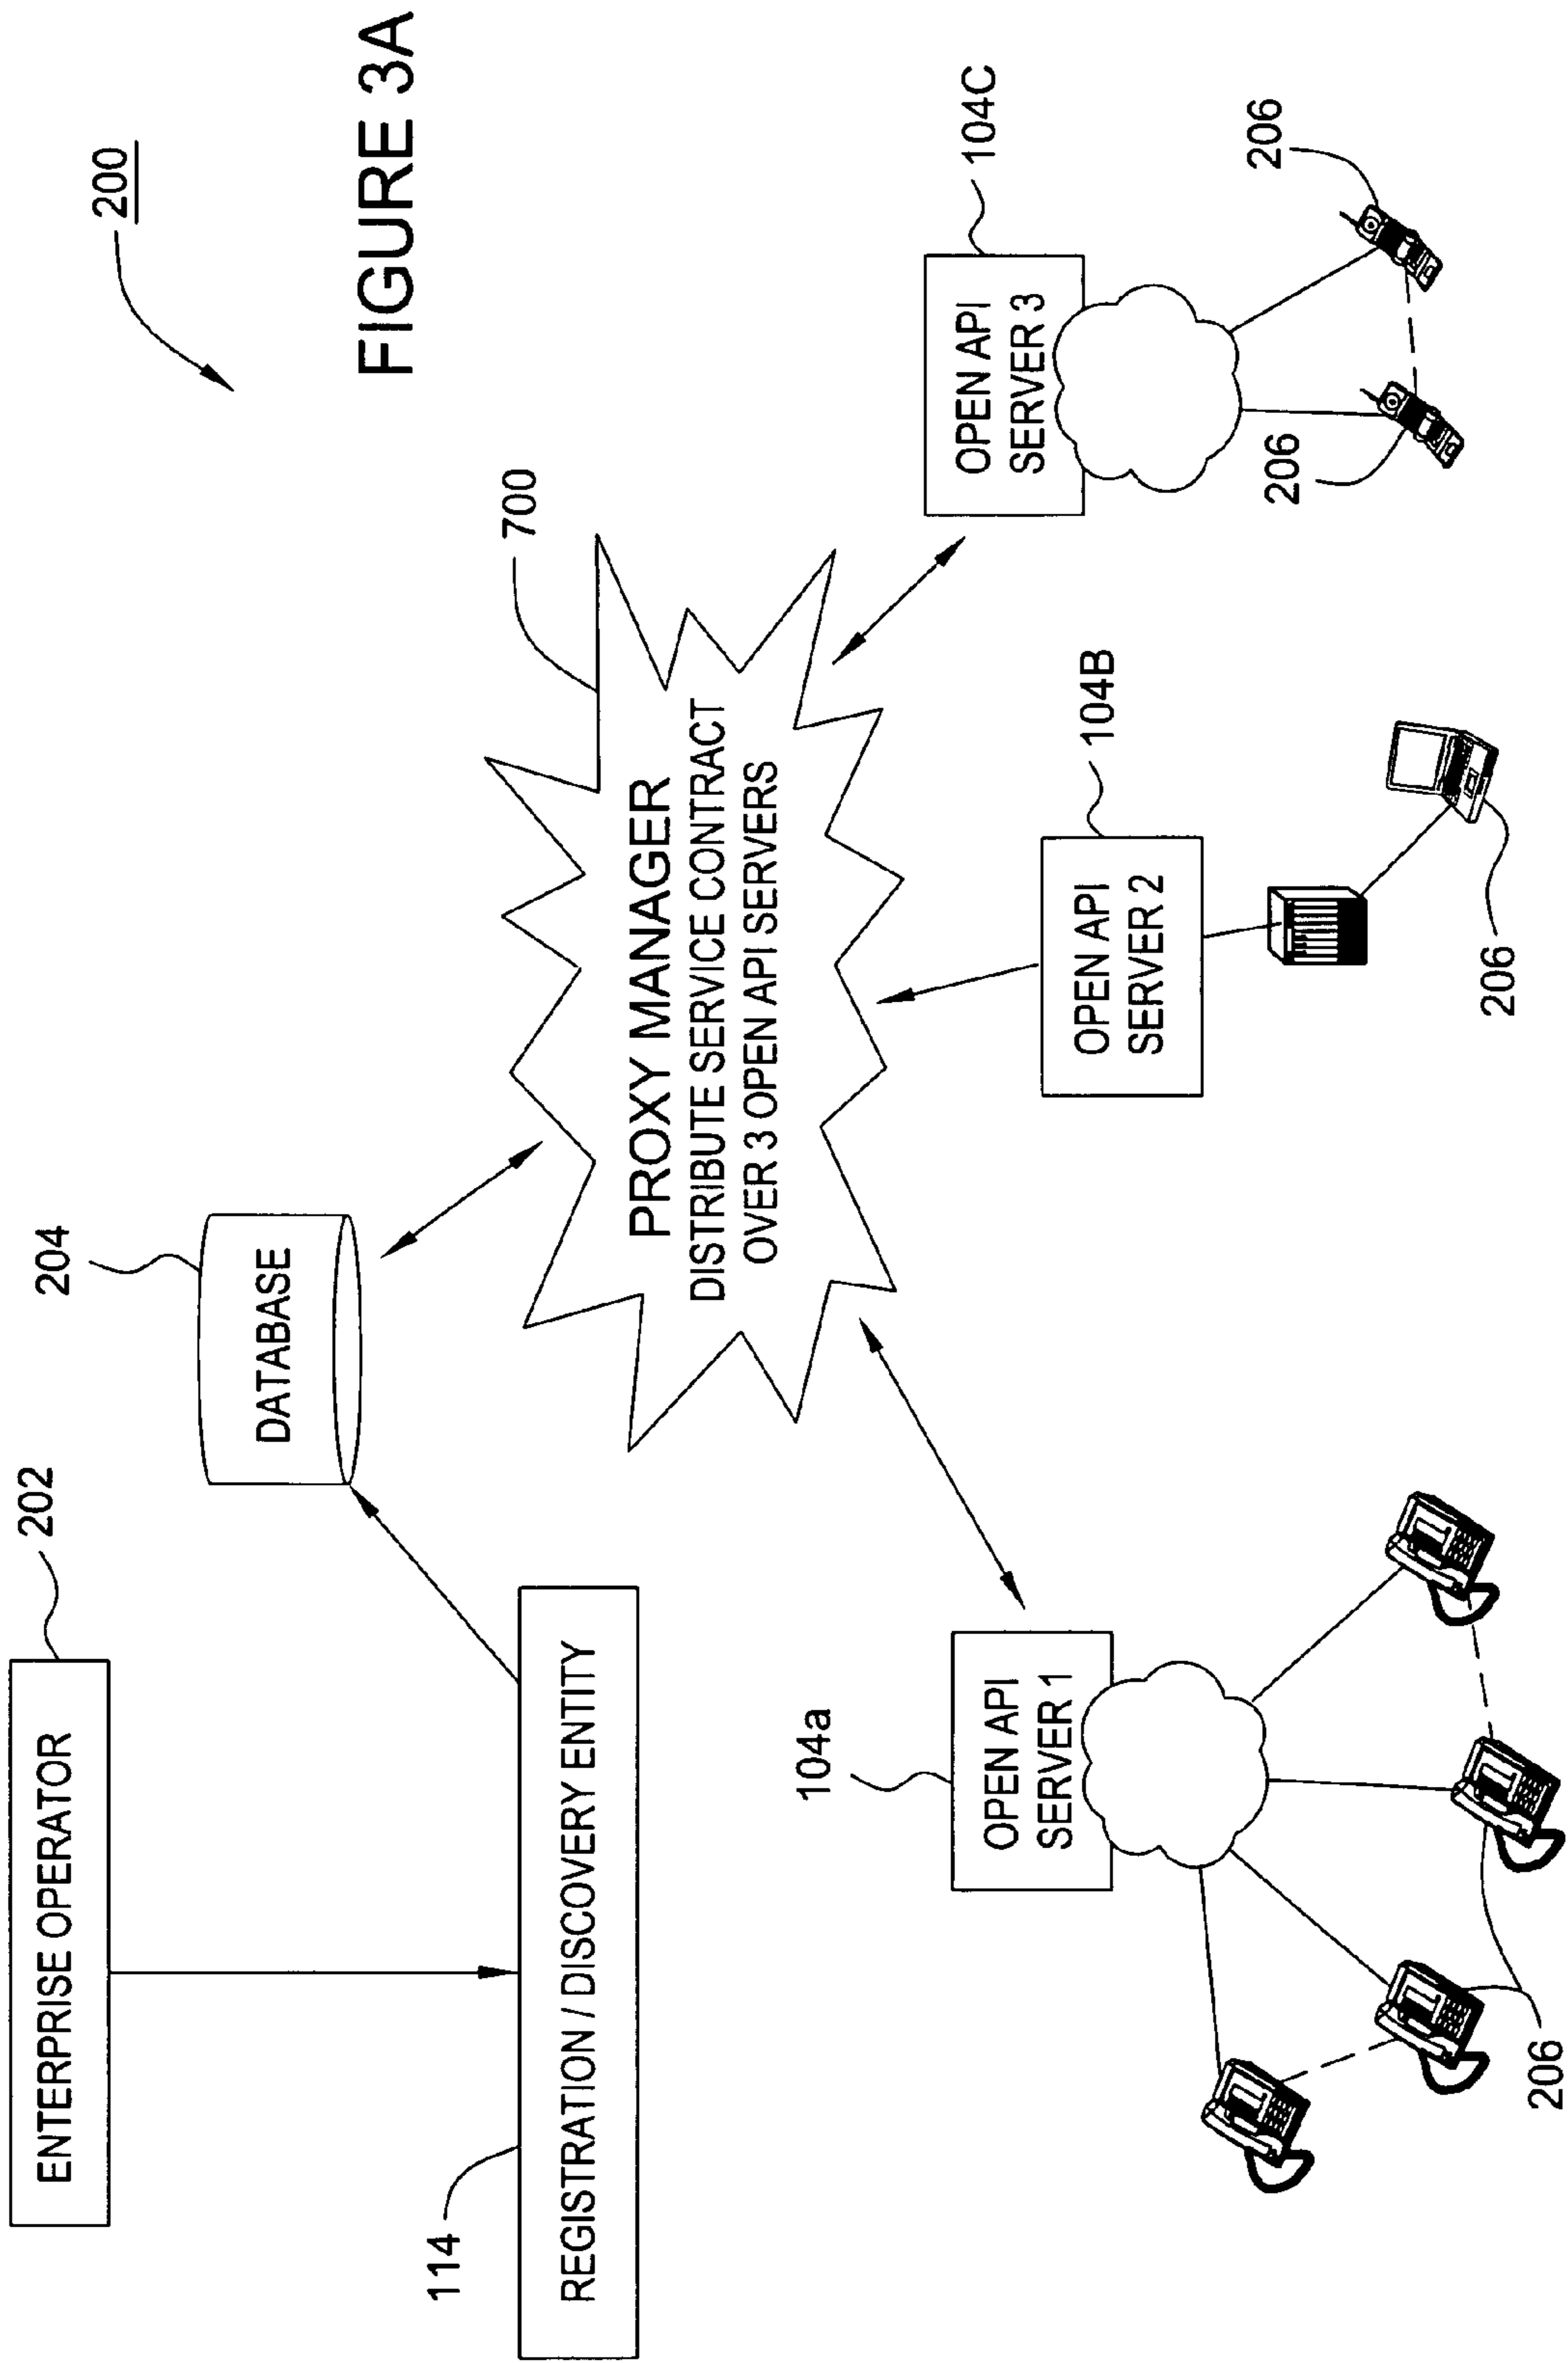 200
FIGURE 3A
202
ENTERPRISE OPERATOR
204
DATABASE
114
REGISTRATION / DISCOVERY ENTITY
700
PROXY MANAGER
DISTRIBUTE SERVICE CONTRACT
OVER 3 OPEN API SERVERS
104a
OPEN API
SERVER 1
206
104B
OPEN API
SERVER 2
206
104C
OPEN API
SERVER 3
206
206